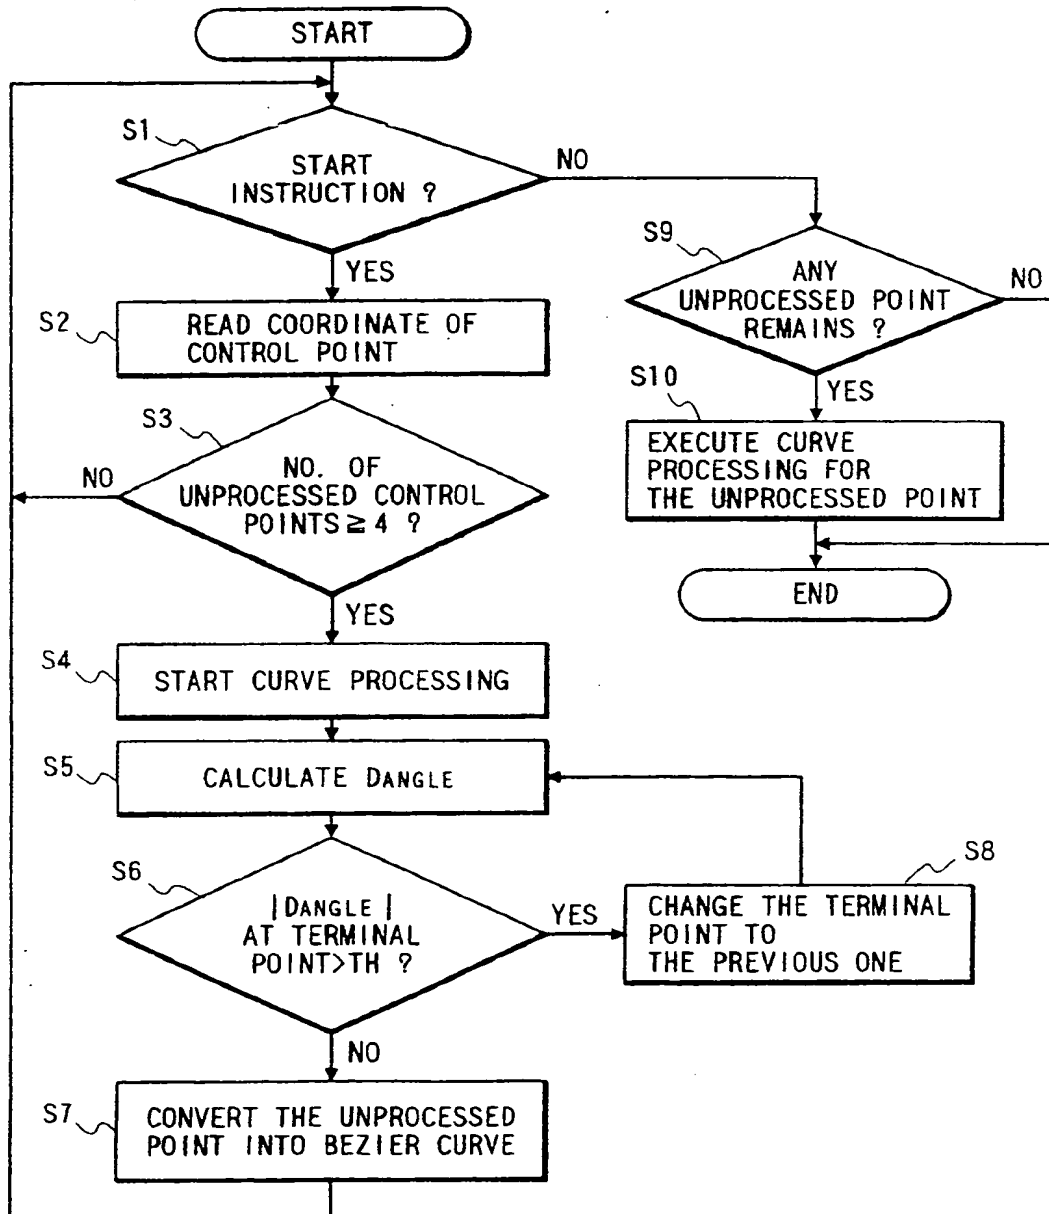 START
S1
START
INSTRUCTION ?
NO
YES
S2
READ COORDINATE OF
CONTROL POINT
S3
NO. OF
UNPROCESSED CONTROL
POINTS ≧ 4 ?
NO
YES
S4
START CURVE PROCESSING
S5
CALCULATE DANGLE
S6
|DANGLE|
AT TERMINAL
POINT>TH ?
YES
NO
S7
CONVERT THE UNPROCESSED
POINT INTO BEZIER CURVE
S8
CHANGE THE TERMINAL
POINT TO
THE PREVIOUS ONE
S9
ANY
UNPROCESSED POINT
REMAINS ?
NO
YES
S10
EXECUTE CURVE
PROCESSING FOR
THE UNPROCESSED POINT
END